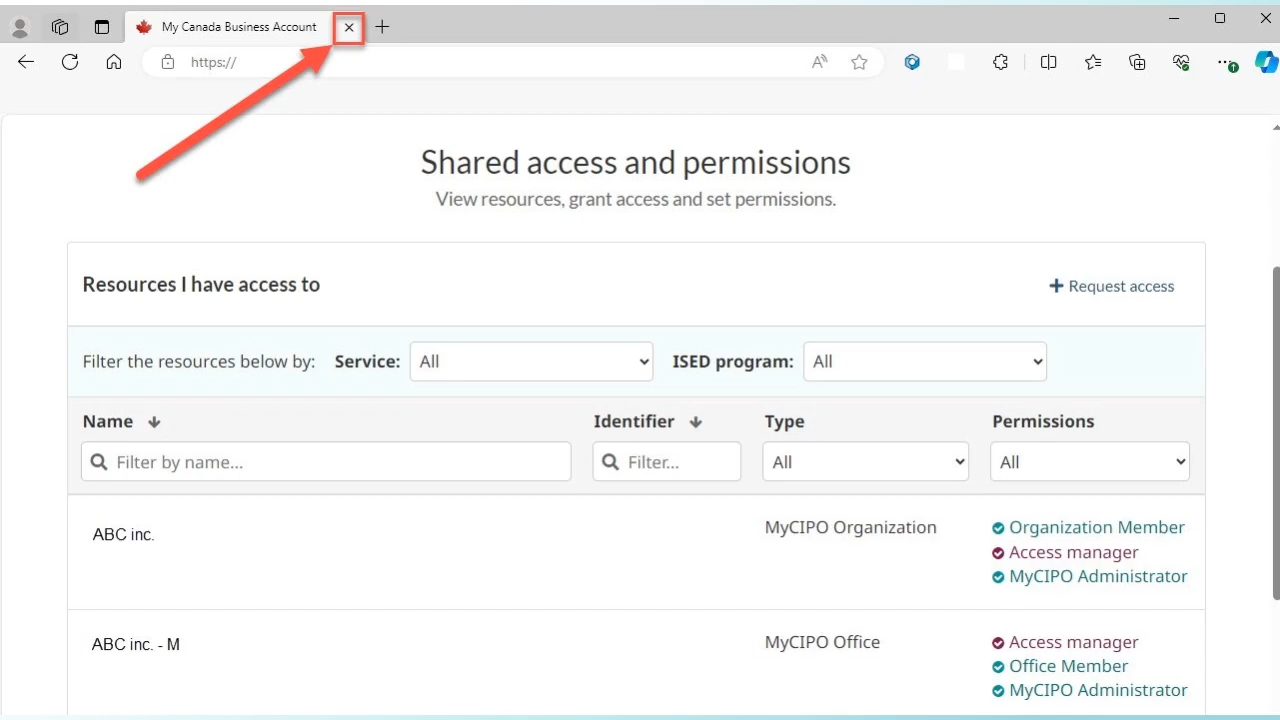 My Canada Business Account
https://
Shared access and permissions
View resources, grant access and set permissions.
Resources I have access to
Request access
Filter the resources below by: Service: All ISED program: All
Name Identifier Type Permissions
Filter by name... Filter... All All
ABC inc. MyCIPO Organization Organization Member
Access manager
MyCIPO Administrator
ABC inc. - M MyCIPO Office Access manager
Office Member
MyCIPO Administrator